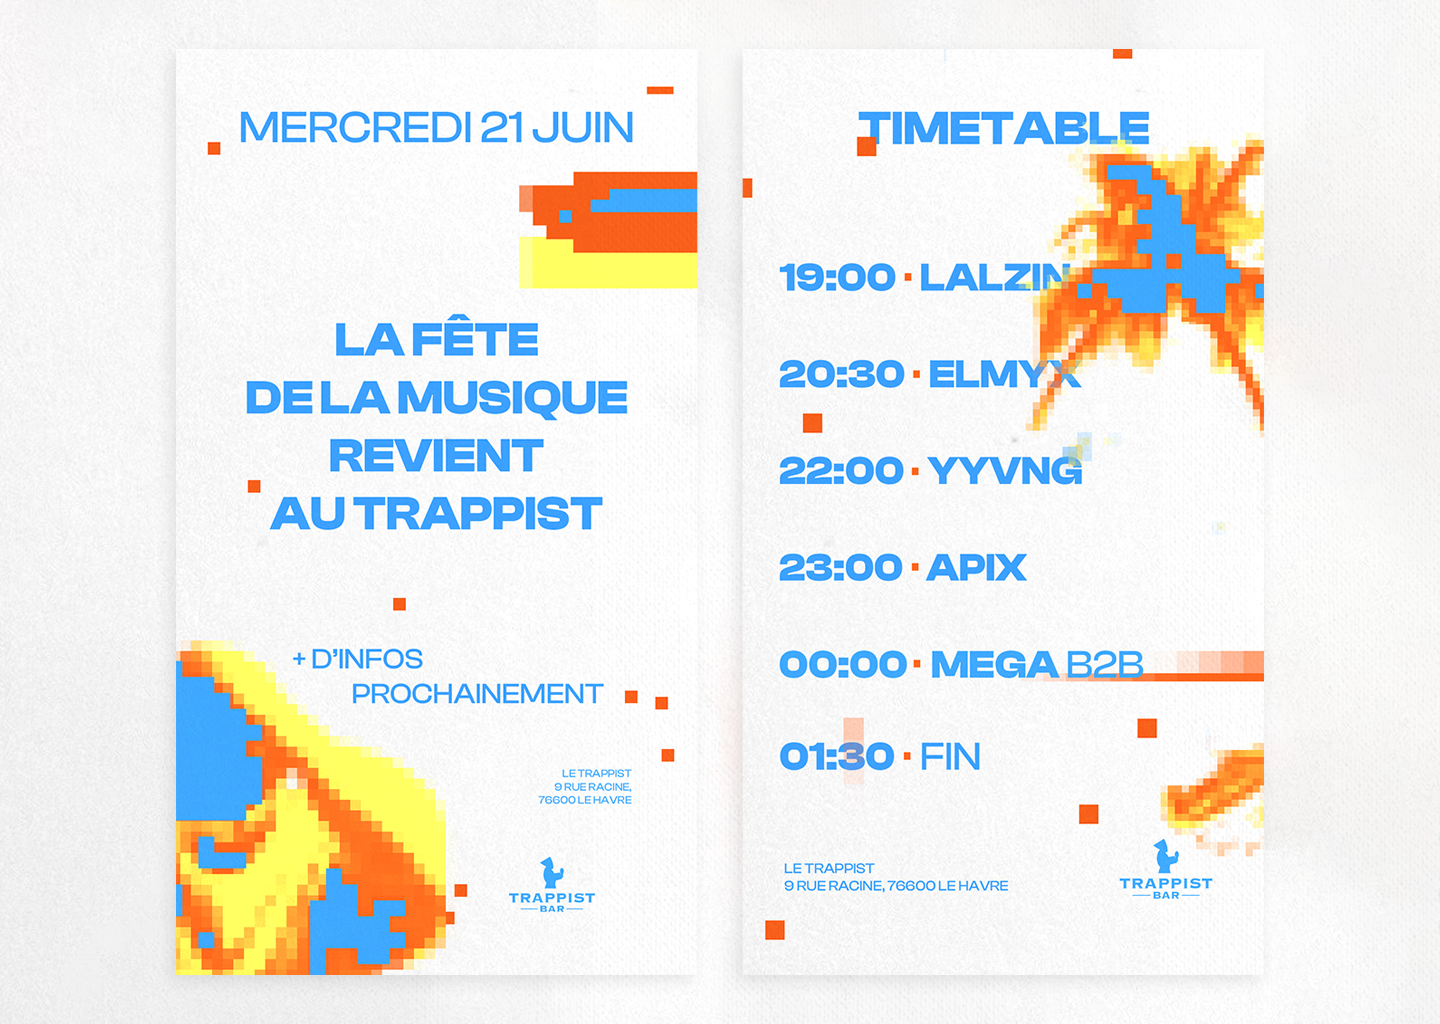 MERCREDI 21 JUIN
LA FÊTE
DE LA MUSIQUE
REVIENT
AU TRAPPIST
+ D'INFOS
PROCHAINEMENT
LE TRAPPIST
9 RUE RACINE,
76600 LE HAVRE
TRAPPIST
BAR
TIMETABLE
19:00 · LALZIN
20:30 · ELMYX
22:00 · YYVNG
23:00 · APIX
00:00 · MEGA B2B
01:30 · FIN
LE TRAPPIST
9 RUE RACINE, 76600 LE HAVRE
TRAPPIST
BAR